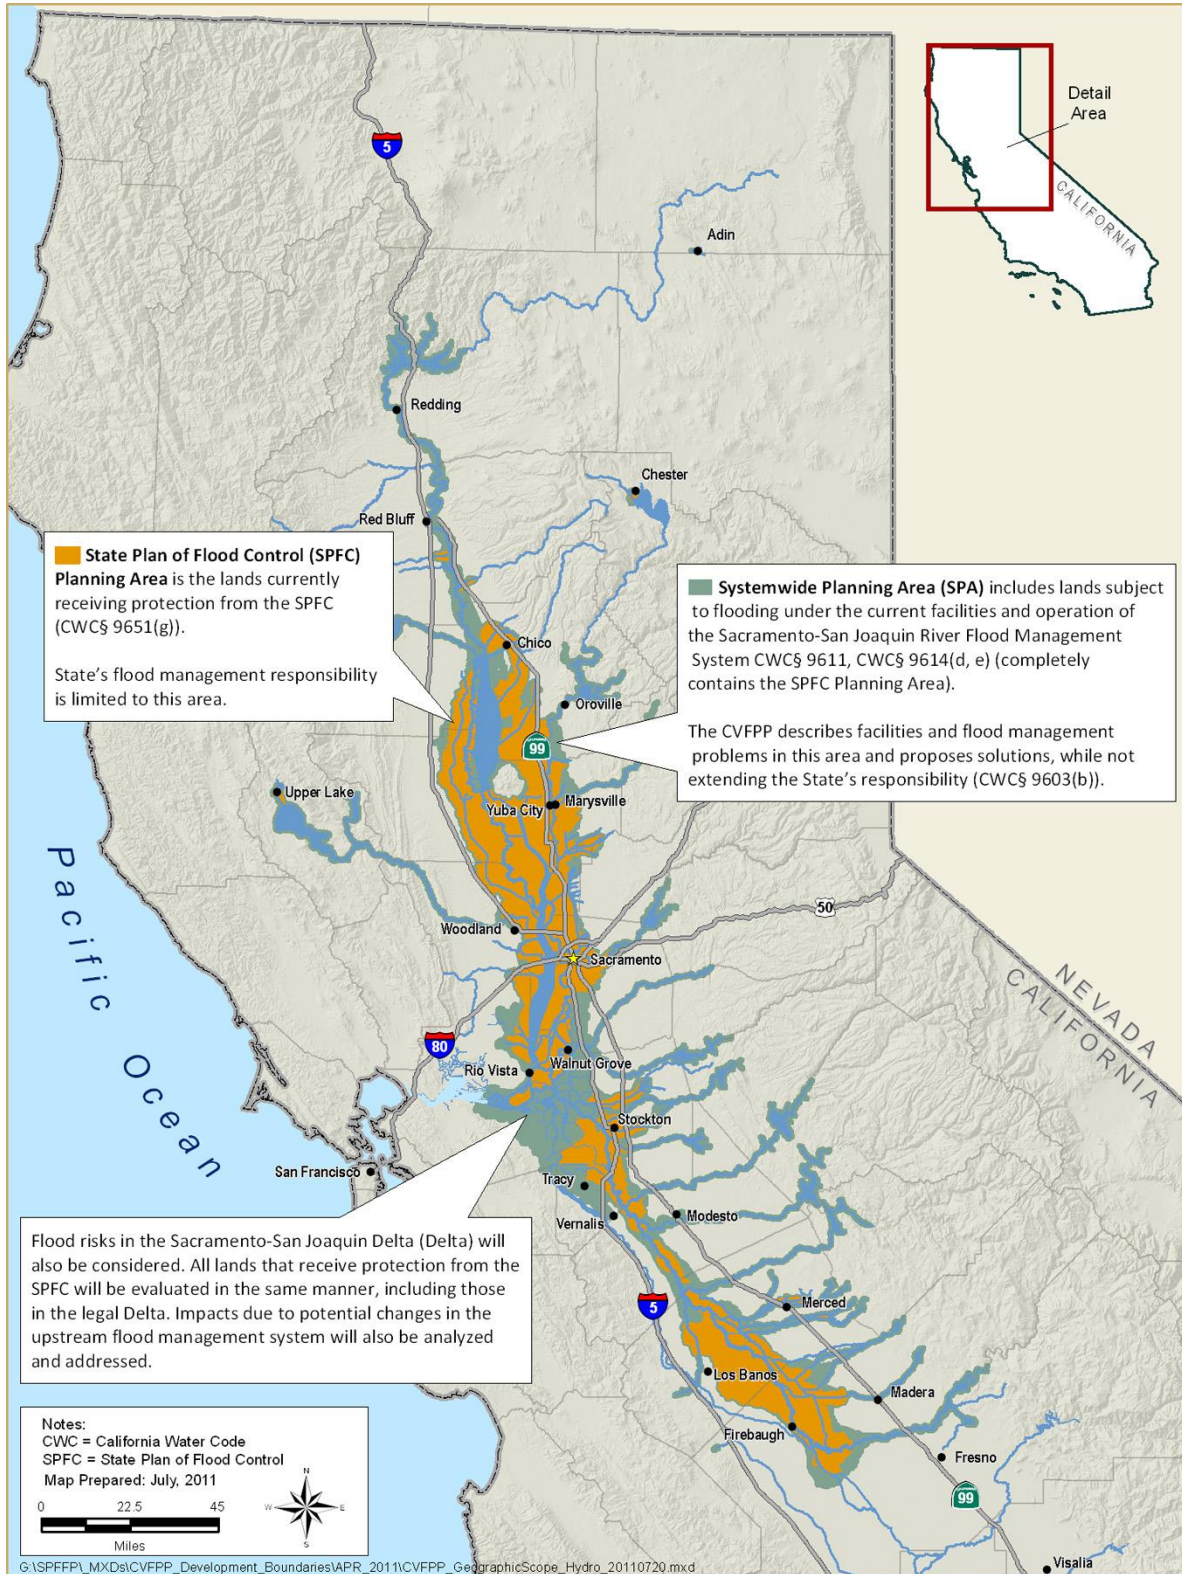 5
Detail
Area
CALIFORNIA
Adin
Redding
Chester
Red Bluff
State Plan of Flood Control (SPFC)
Planning Area is the lands currently
receiving protection from the SPFC
(CWC§ 9651(g)).
State's flood management responsibility
is limited to this area.
Systemwide Planning Area (SPA) includes lands subject
to flooding under the current facilities and operation of
the Sacramento-San Joaquin River Flood Management
System CWC§ 9611, CWC§ 9614(d, e) (completely
contains the SPFC Planning Area).
The CVFPP describes facilities and flood management
problems in this area and proposes solutions, while not
extending the State's responsibility (CWC§ 9603(b)).
Chico
Oroville
99
Upper Lake
Yuba City
Marysville
Pacific Ocean
50
Woodland
Sacramento
NEVADA
CALIFORNIA
80
Walnut Grove
Rio Vista
Stockton
San Francisco
Tracy
Vernalis
Modesto
Flood risks in the Sacramento-San Joaquin Delta (Delta) will
also be considered. All lands that receive protection from the
SPFC will be evaluated in the same manner, including those
in the legal Delta. Impacts due to potential changes in the
upstream flood management system will also be analyzed
and addressed.
5
Merced
Los Banos
Madera
Firebaugh
Fresno
99
Visalia
Notes:
CWC = California Water Code
SPFC = State Plan of Flood Control
Map Prepared: July, 2011
0 22.5 45
Miles
N
W E
S
G:\SPFFP\_MXDs\CVFPP_Development_Boundaries\APR_2011\CVFPP_GeographicScope_Hydro_20110720.mxd